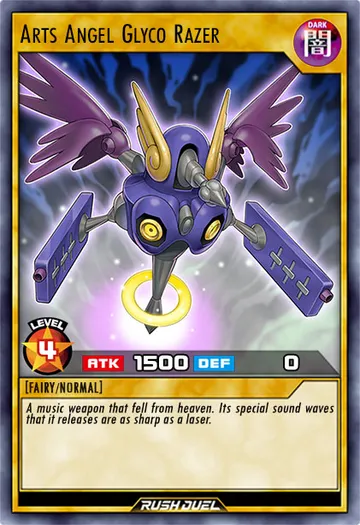 Arts Angel Glyco Razer
DARK
闇
LEVEL
4
ATK 1500 DEF 0
[FAIRY/NORMAL]
A music weapon that fell from heaven. Its special sound waves
that it releases are as sharp as a laser.
RUSH DUEL